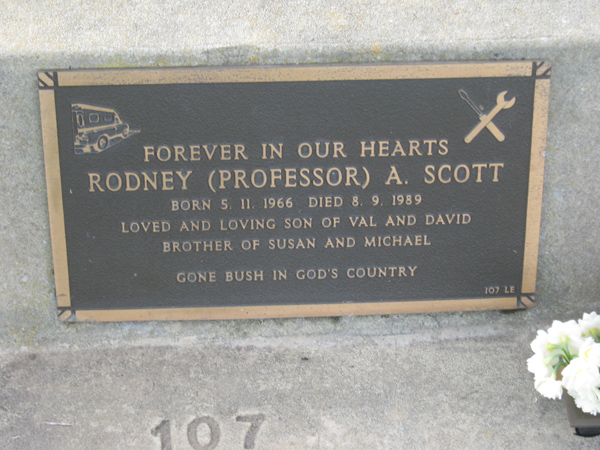 FOREVER IN OUR HEARTS
RODNEY (PROFESSOR) A. SCOTT
BORN 5. 11. 1966 DIED 8. 9. 1989
LOVED AND LOVING SON OF VAL AND DAVID
BROTHER OF SUSAN AND MICHAEL
GONE BUSH IN GOD'S COUNTRY
107 LE
107